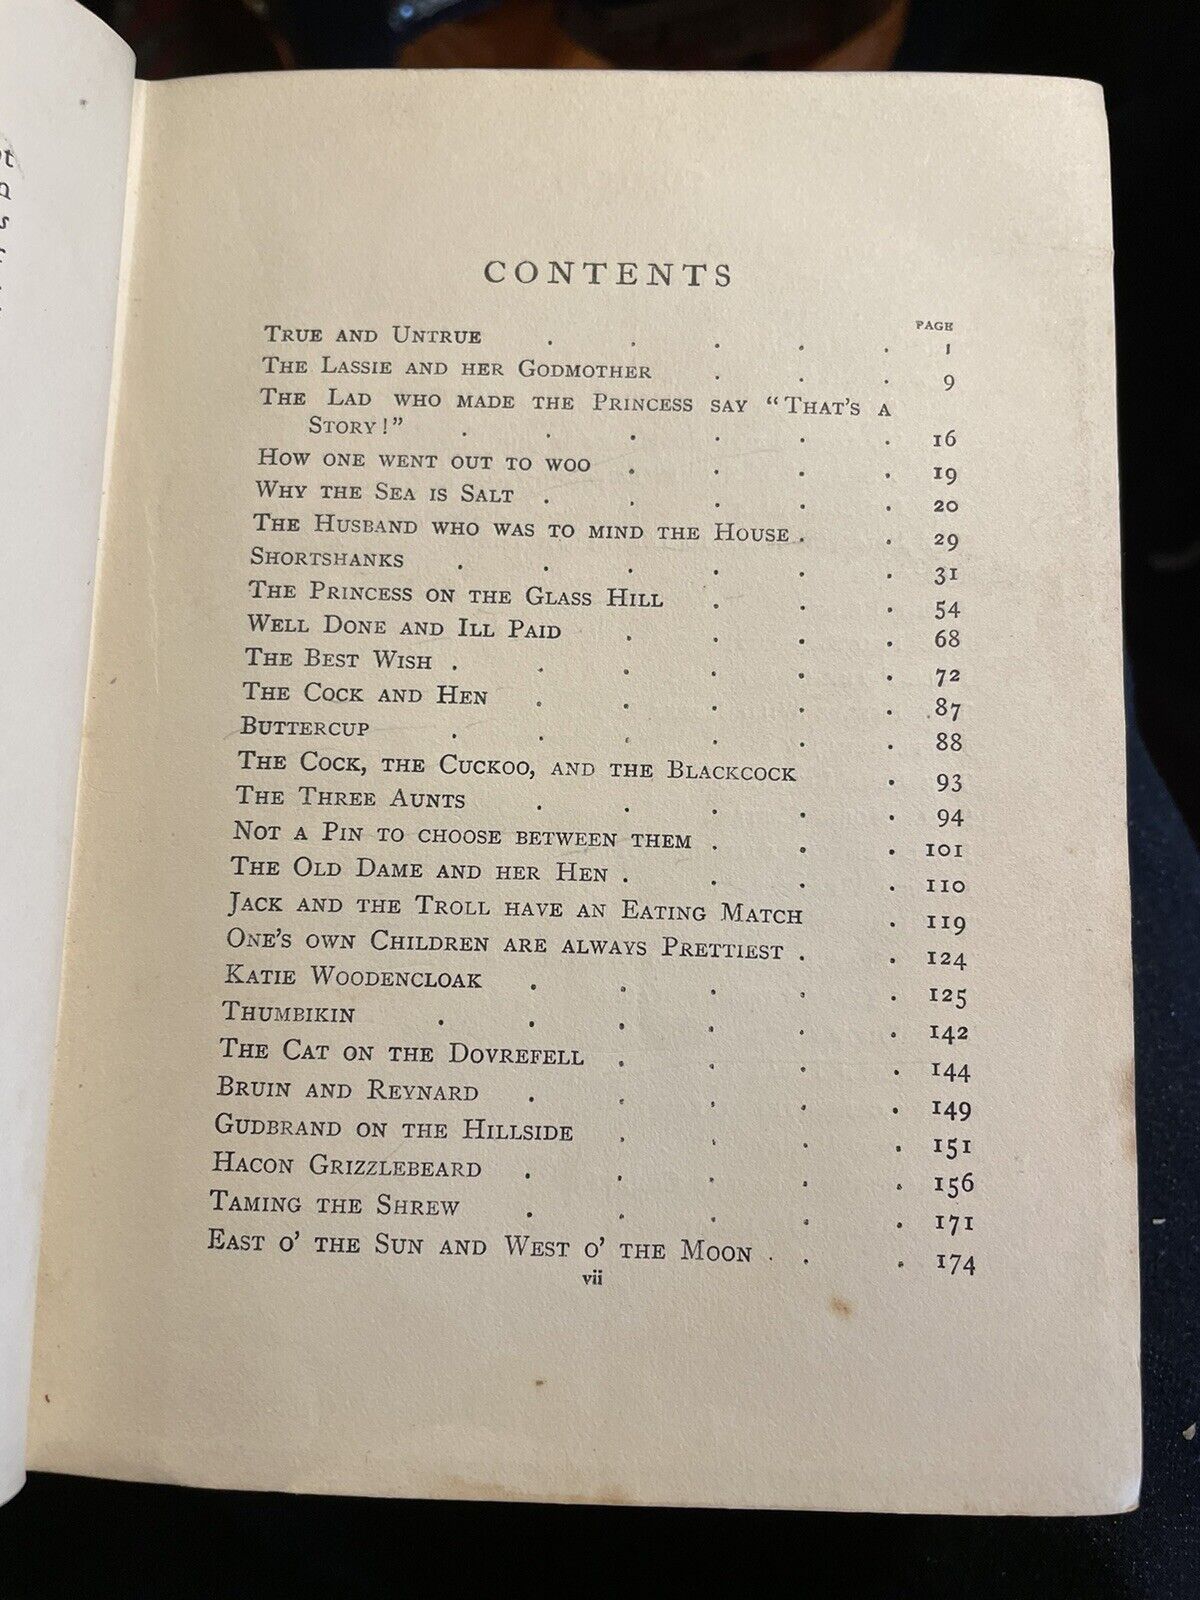 CONTENTS
PAGE
TRUE AND UNTRUE . . . . . 1
THE LASSIE AND HER GODMOTHER . . . 9
THE LAD WHO MADE THE PRINCESS SAY "THAT'S A
STORY!" . . . . . . 16
HOW ONE WENT OUT TO WOO . . . . 19
WHY THE SEA IS SALT . . . . . 20
THE HUSBAND WHO WAS TO MIND THE HOUSE . . 29
SHORTSHANKS . . . . . . 31
THE PRINCESS ON THE GLASS HILL . . . 54
WELL DONE AND ILL PAID . . . . 68
THE BEST WISH . . . . . . 72
THE COCK AND HEN . . . . . 87
BUTTERCUP . . . . . . 88
THE COCK, THE CUCKOO, AND THE BLACKCOCK . 93
THE THREE AUNTS . . . . . 94
NOT A PIN TO CHOOSE BETWEEN THEM . . . 101
THE OLD DAME AND HER HEN . . . . 110
JACK AND THE TROLL HAVE AN EATING MATCH . 119
ONE'S OWN CHILDREN ARE ALWAYS PRETTIEST . . 124
KATIE WOODENCLOAK . . . . . 125
THUMBIKIN . . . . . . 142
THE CAT ON THE DOVREFELL . . . . 144
BRUIN AND REYNARD . . . . . 149
GUDBRAND ON THE HILLSIDE . . . . 151
HACON GRIZZLEBEARD . . . . . 156
TAMING THE SHREW . . . . . 171
EAST O' THE SUN AND WEST O' THE MOON . . . 174
vii